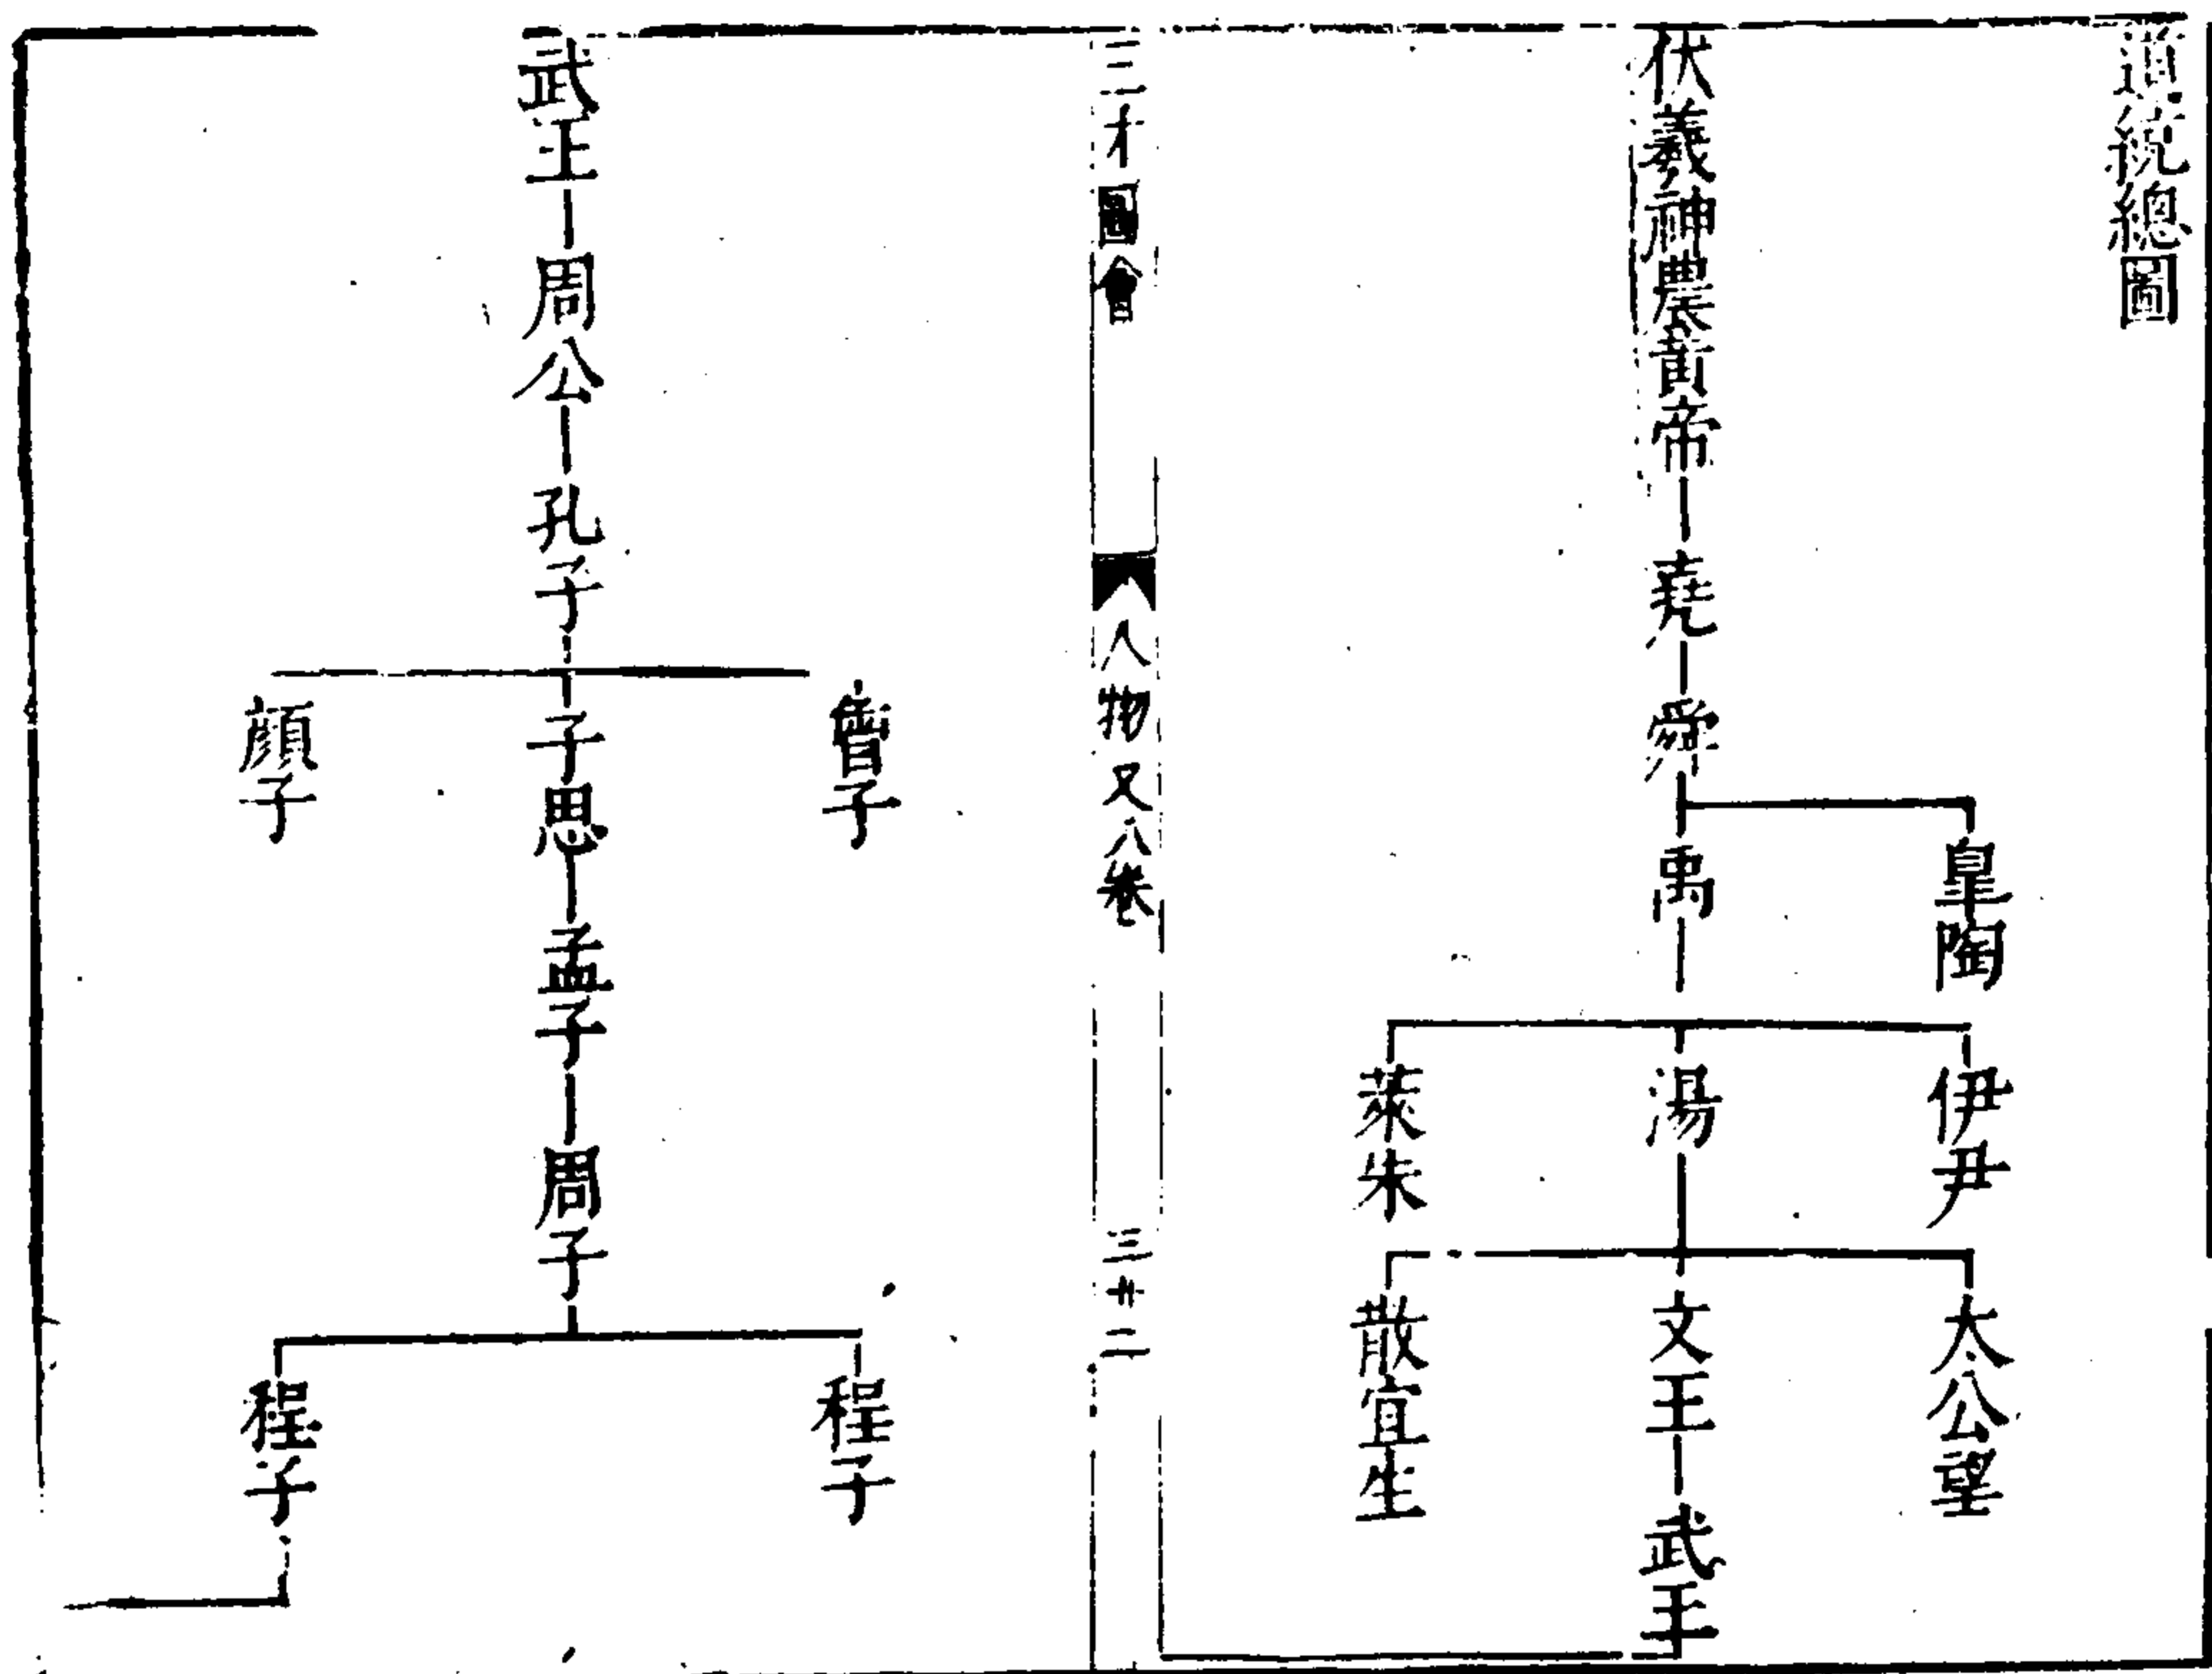 道統總圖
伏羲神農黃帝
堯
舜
皐陶
禹
伊尹
湯
萊朱
太公望
文王
散宜生
武王
三才圖會
人物又八卷
三十二
武王
周公
孔子
曾子
子思
顔子
孟子
周子
程子
程子